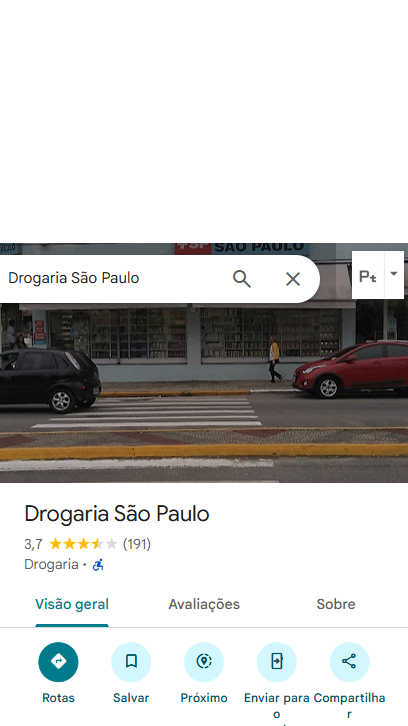 SÃO PAULO
Drogaria São Paulo
Pt
Drogaria São Paulo
3,7 (191)
Drogaria ·
Visão geral Avaliações Sobre
Rotas Salvar Próximo Enviar para o Compartilhar